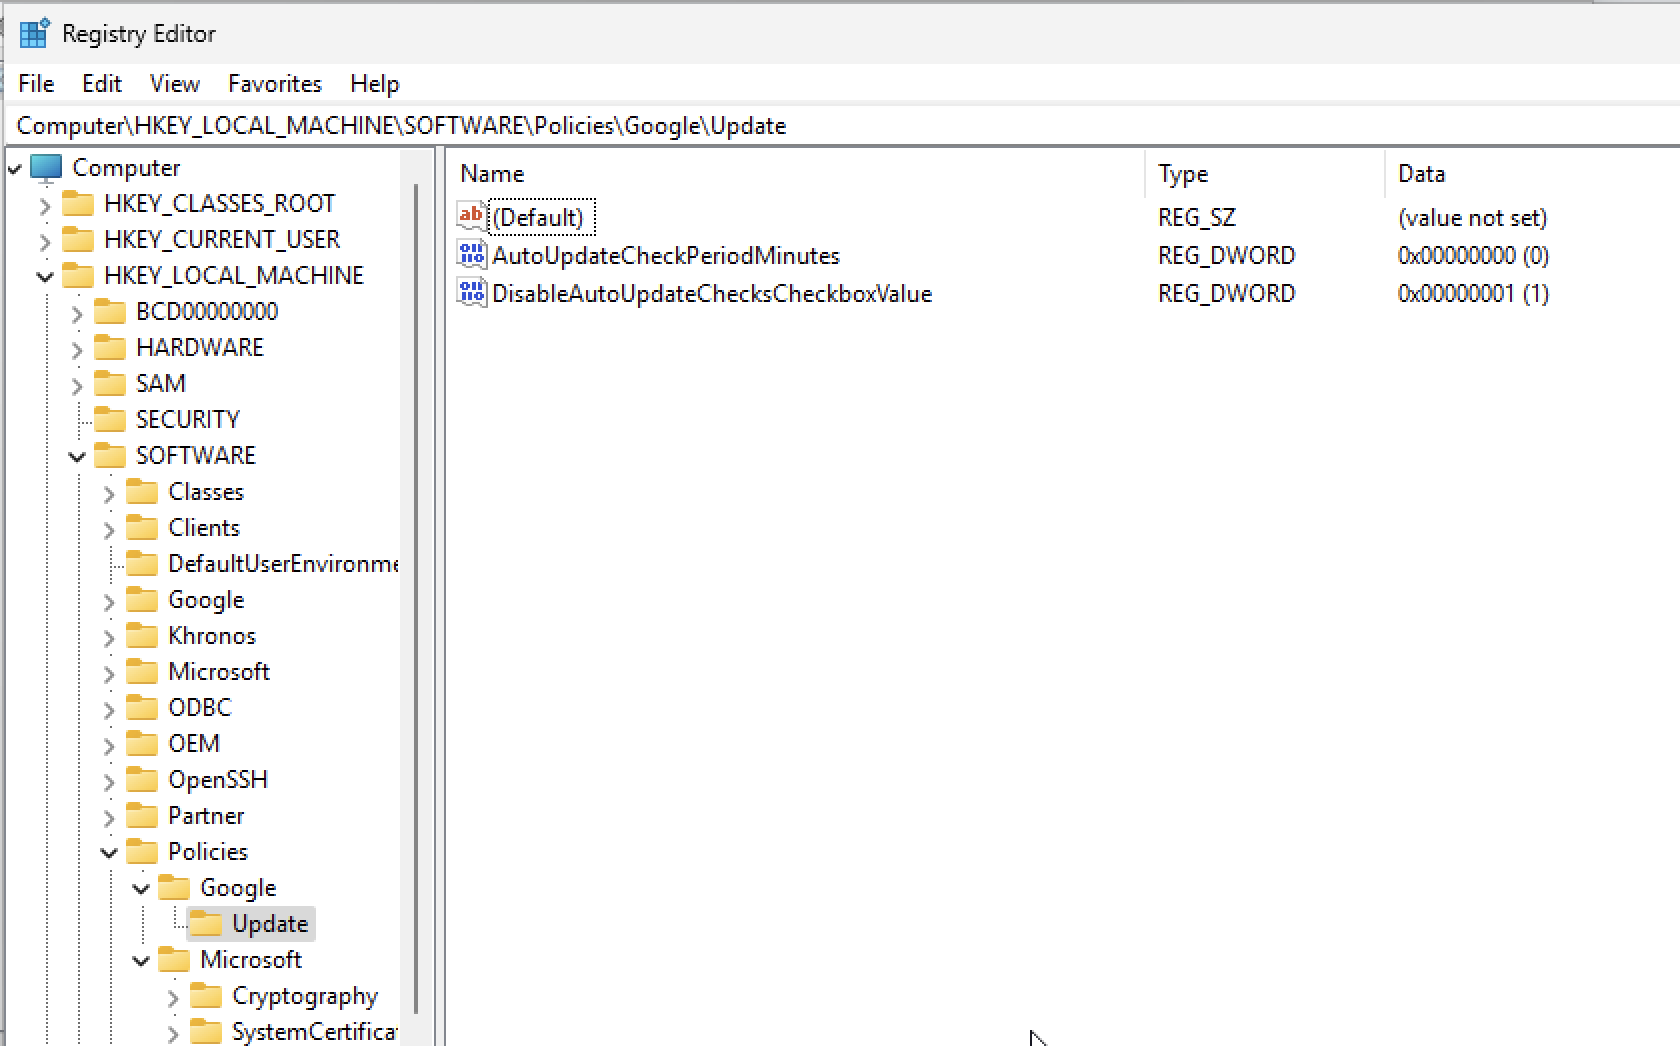 Registry Editor
File Edit View Favorites Help
Computer\HKEY_LOCAL_MACHINE\SOFTWARE\Policies\Google\Update
Computer
HKEY_CLASSES_ROOT
HKEY_CURRENT_USER
HKEY_LOCAL_MACHINE
BCD00000000
HARDWARE
SAM
SECURITY
SOFTWARE
Classes
Clients
DefaultUserEnvironme
Google
Khronos
Microsoft
ODBC
OEM
OpenSSH
Partner
Policies
Google
Update
Microsoft
Cryptography
SystemCertifica
Name Type Data
(Default) REG_SZ (value not set)
AutoUpdateCheckPeriodMinutes REG_DWORD 0x00000000 (0)
DisableAutoUpdateChecksCheckboxValue REG_DWORD 0x00000001 (1)